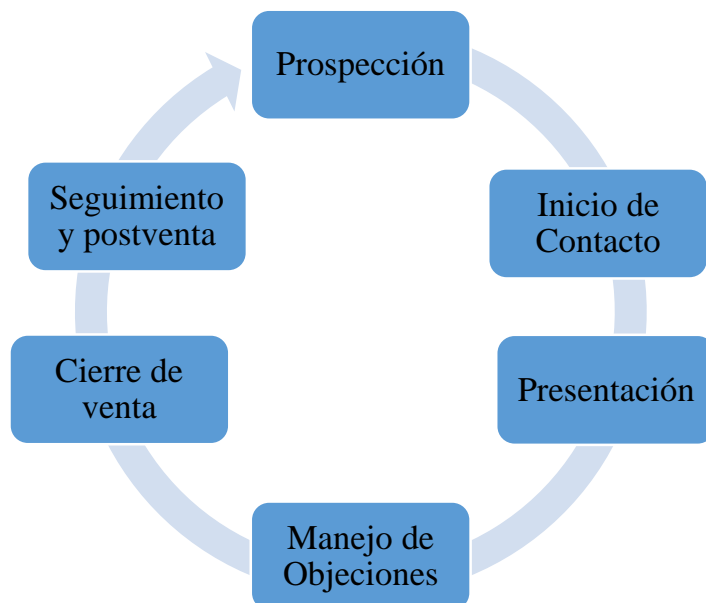 Prospección
Inicio de
Contacto
Presentación
Manejo de
Objeciones
Cierre de
venta
Seguimiento
y postventa